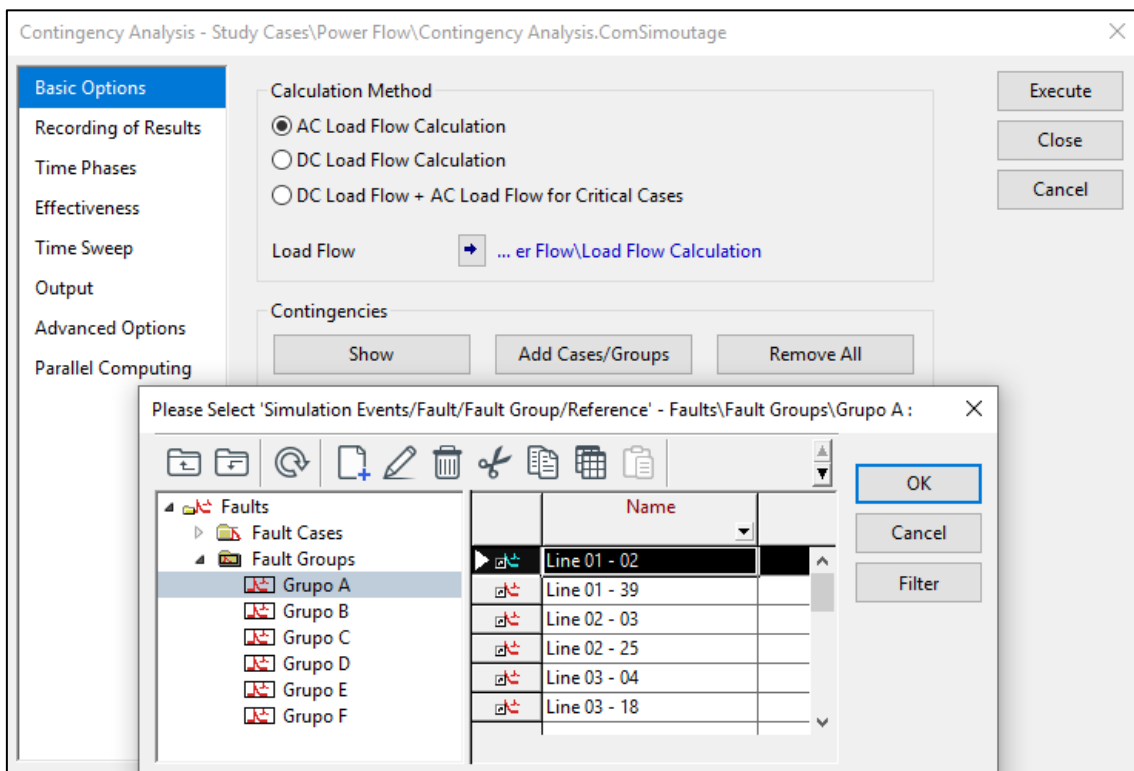 Contingency Analysis - Study Cases\Power Flow\Contingency Analysis.ComSimoutage
Basic Options
Recording of Results
Time Phases
Effectiveness
Time Sweep
Output
Advanced Options
Parallel Computing
Calculation Method
AC Load Flow Calculation
DC Load Flow Calculation
DC Load Flow + AC Load Flow for Critical Cases
Load Flow ... er Flow\Load Flow Calculation
Contingencies
Show Add Cases/Groups Remove All
Execute
Close
Cancel
Please Select 'Simulation Events/Fault/Fault Group/Reference' - Faults\Fault Groups\Grupo A :
Faults
Fault Cases
Fault Groups
Grupo A
Grupo B
Grupo C
Grupo D
Grupo E
Grupo F
Name
Line 01 - 02
Line 01 - 39
Line 02 - 03
Line 02 - 25
Line 03 - 04
Line 03 - 18
OK
Cancel
Filter